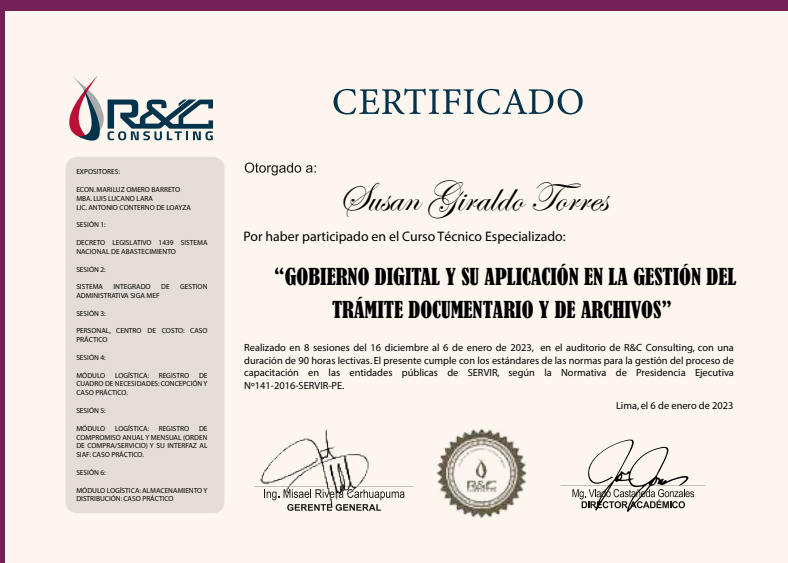 R&C
CONSULTING
CERTIFICADO
EXPOSITORES:
ECON. MARILUZ OMERO BARRETO
MBA. LUIS LUCANO LARA
LIC. ANTONIO CONTERNO DE LOAYZA
SESIÓN 1:
DECRETO LEGISLATIVO 1439 SISTEMA
NACIONAL DE ABASTECIMIENTO
SESIÓN 2:
SISTEMA INTEGRADO DE GESTION
ADMINISTRATIVA SIGA MEF
SESIÓN 3:
PERSONAL, CENTRO DE COSTO: CASO
PRÁCTICO
SESIÓN 4:
MÓDULO LOGÍSTICA: REGISTRO DE
CUADRO DE NECESIDADES: CONCEPCIÓN Y
CASO PRÁCTICO.
SESIÓN 5:
MÓDULO LOGÍSTICA: REGISTRO DE
COMPROMISO ANUAL Y MENSUAL (ORDEN
DE COMPRA/SERVICIO) Y SU INTERFAZ AL
SIAF: CASO PRÁCTICO.
SESIÓN 6:
MÓDULO LOGÍSTICA: ALMACENAMIENTO Y
DISTRIBUCIÓN: CASO PRÁCTICO
Otorgado a:
Susan Giraldo Torres
Por haber participado en el Curso Técnico Especializado:
“GOBIERNO DIGITAL Y SU APLICACIÓN EN LA GESTIÓN DEL
TRÁMITE DOCUMENTARIO Y DE ARCHIVOS”
Realizado en 8 sesiones del 16 diciembre al 6 de enero de 2023, en el auditorio de R&C Consulting, con una
duración de 90 horas lectivas. El presente cumple con los estándares de las normas para la gestión del proceso de
capacitación en las entidades públicas de SERVIR, según la Normativa de Presidencia Ejecutiva
Nº141-2016-SERVIR-PE.
Lima, el 6 de enero de 2023
Ing. Misael Rivera Carhuapuma
GERENTE GENERAL
R&C
Mg, Vlado Castañeda Gonzales
DIRECTOR ACADÉMICO